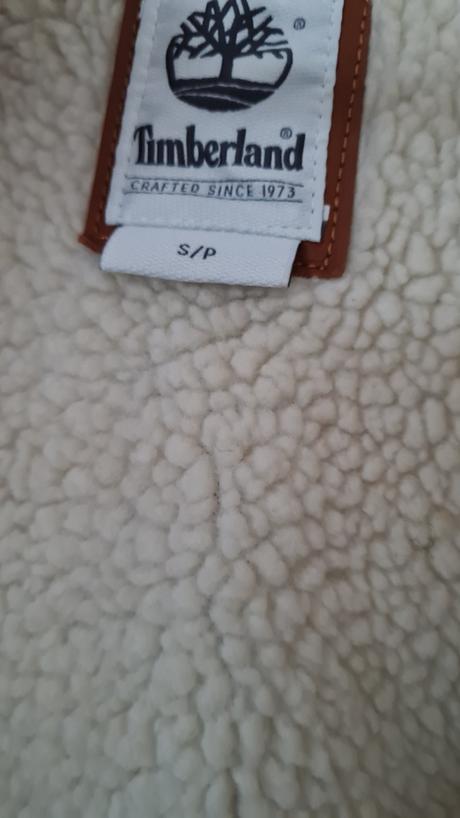 ®
Timberland®
CRAFTED SINCE 1973
S/P